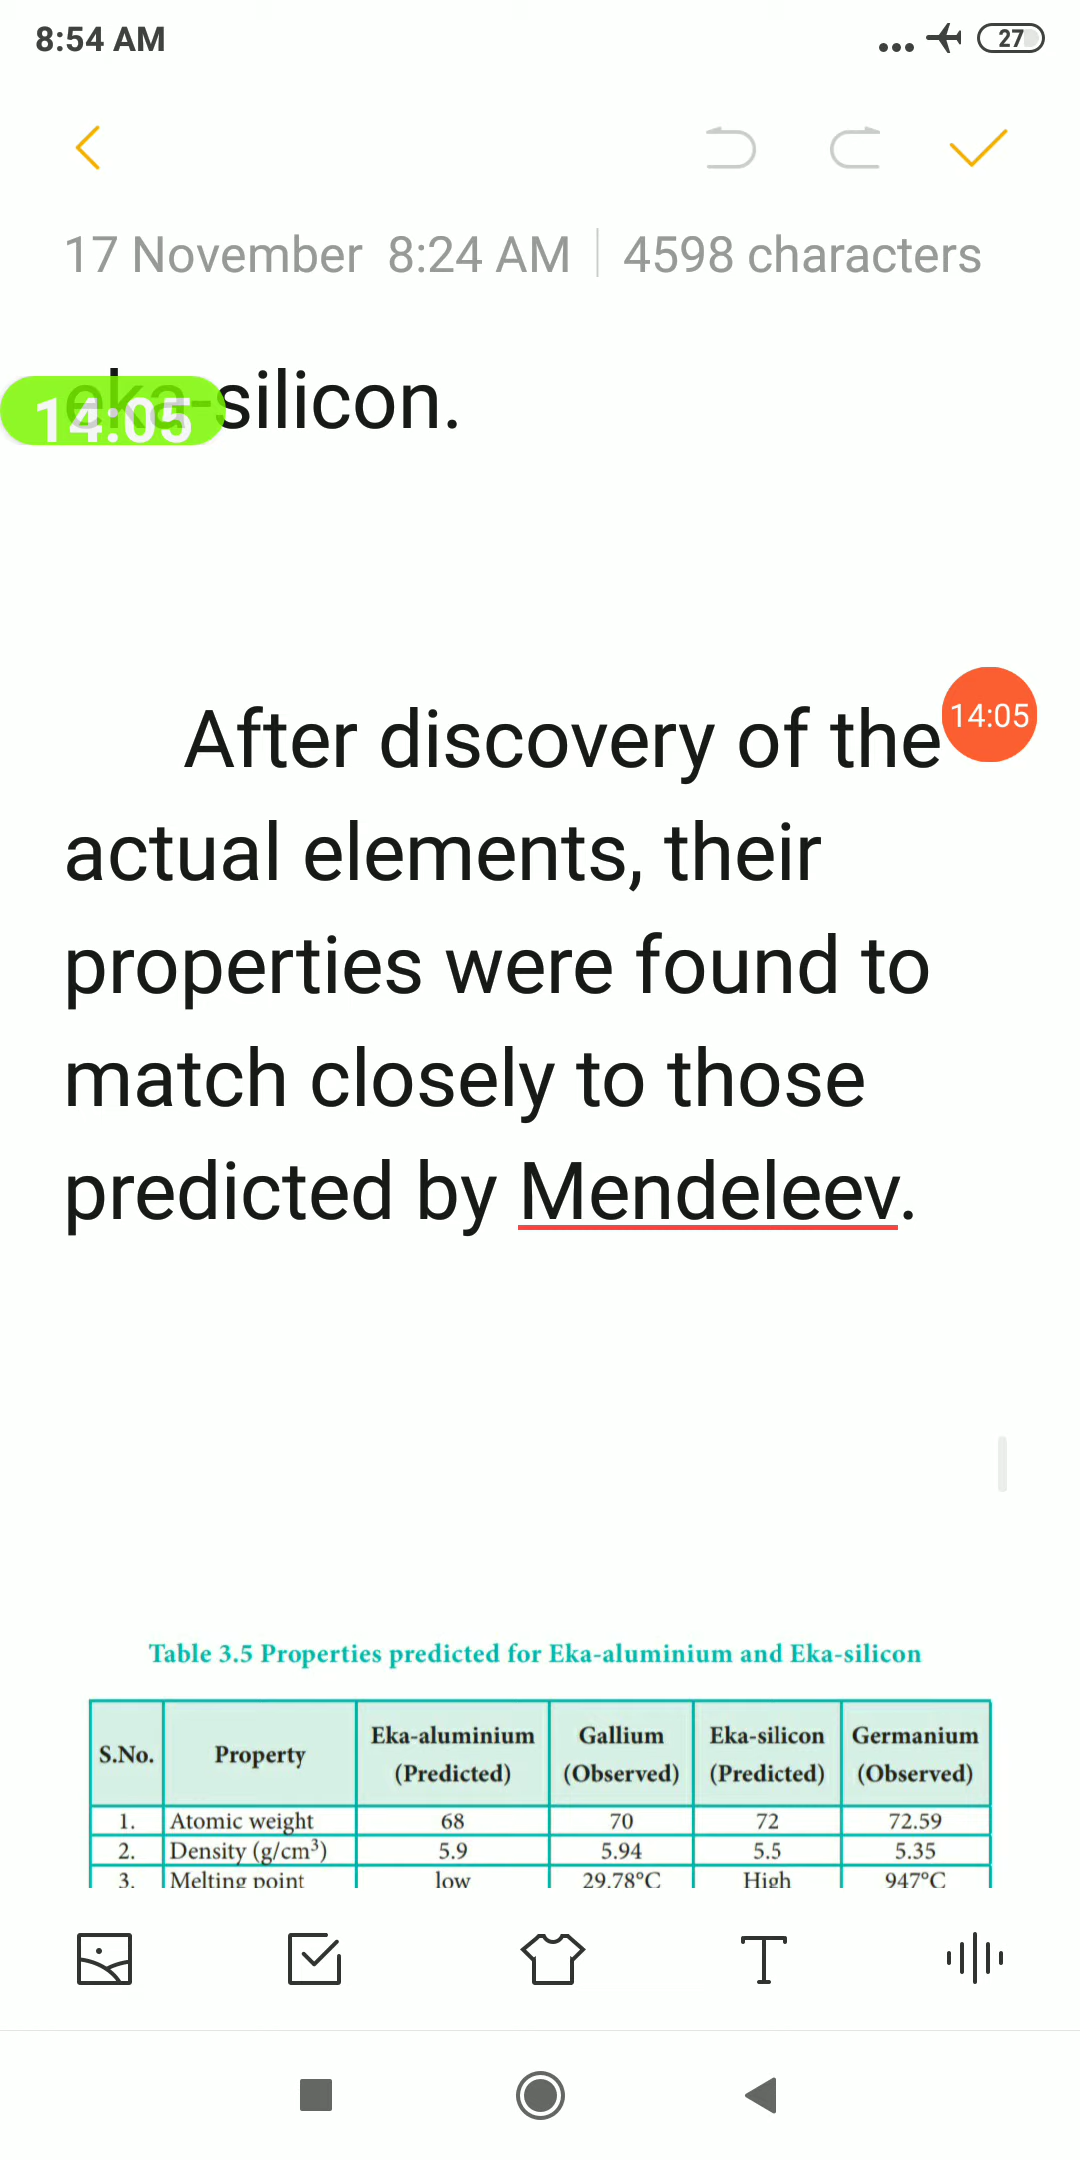 8:54 AM
27
17 November 8:24 AM | 4598 characters
eka-silicon.
14:05
After discovery of the
14:05
actual elements, their
properties were found to
match closely to those
predicted by Mendeleev.
Table 3.5 Properties predicted for Eka-aluminium and Eka-silicon
S.No. Property Eka-aluminium (Predicted) Gallium (Observed) Eka-silicon (Predicted) Germanium (Observed)
1. Atomic weight 68 70 72 72.59
2. Density (g/cm³) 5.9 5.94 5.5 5.35
3. Melting point low 29.78°C High 947°C